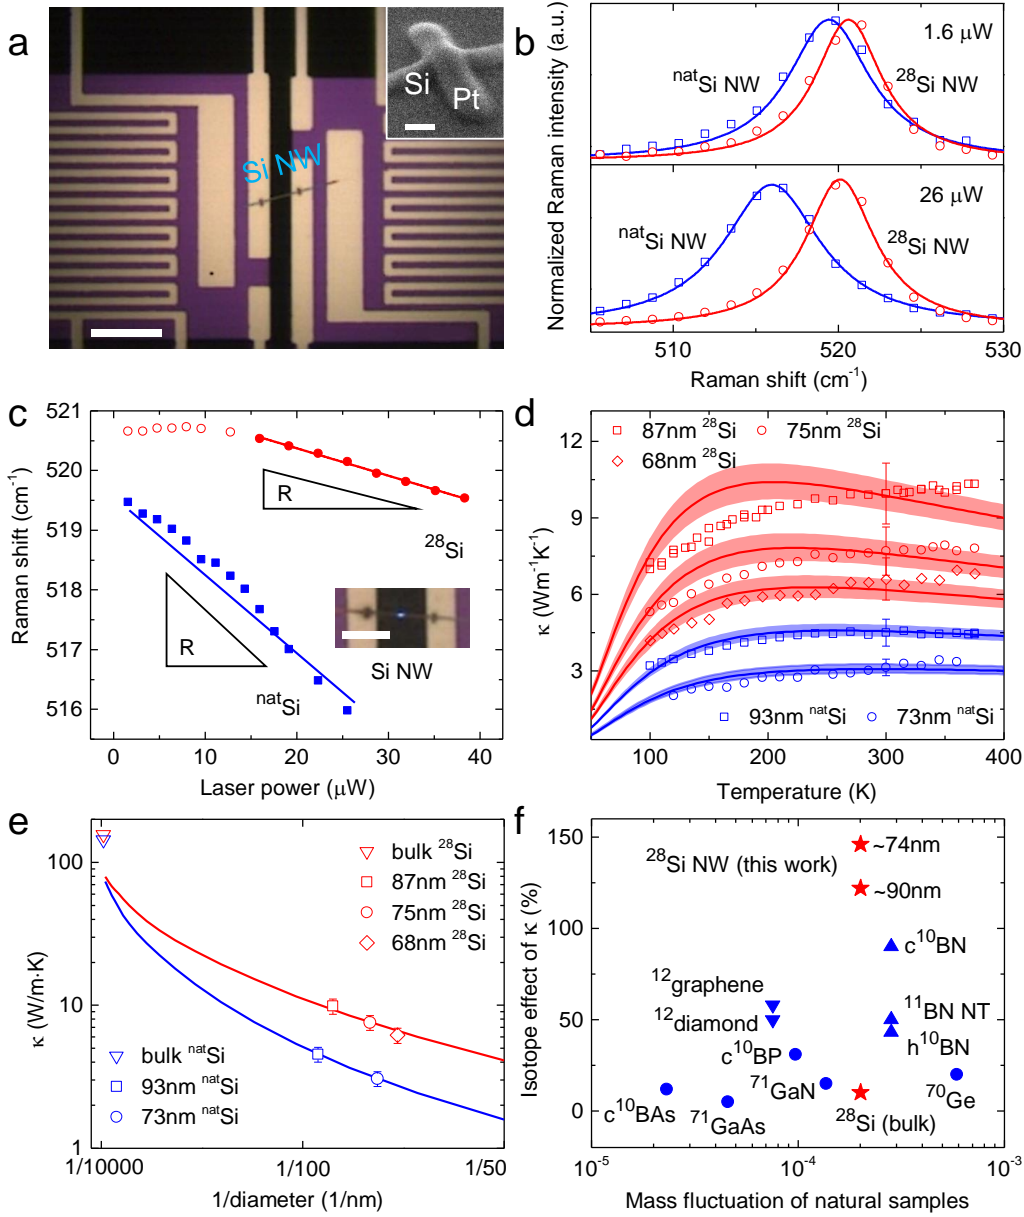 a
Si
Pt
Si NW
b
Normalized Raman intensity (a.u.)
1.6 μW
natSi NW
28Si NW
26 μW
natSi NW
28Si NW
510
520
530
Raman shift (cm-1)
c
Raman shift (cm-1)
521
520
519
518
517
516
R
28Si
R
natSi
Si NW
0
10
20
30
40
Laser power (μW)
d
κ (Wm-1K-1)
12
9
6
3
87nm 28Si
75nm 28Si
68nm 28Si
93nm natSi
73nm natSi
100
200
300
400
Temperature (K)
e
κ (W/m·K)
100
10
1
bulk 28Si
87nm 28Si
75nm 28Si
68nm 28Si
bulk natSi
93nm natSi
73nm natSi
1/10000
1/100
1/50
1/diameter (1/nm)
f
Isotope effect of κ (%)
150
100
50
0
28Si NW (this work)
~74nm
~90nm
c10BN
12graphene
12diamond
11BN NT
h10BN
c10BP
71GaN
70Ge
c10BAs
71GaAs
28Si (bulk)
10-5
10-4
10-3
Mass fluctuation of natural samples